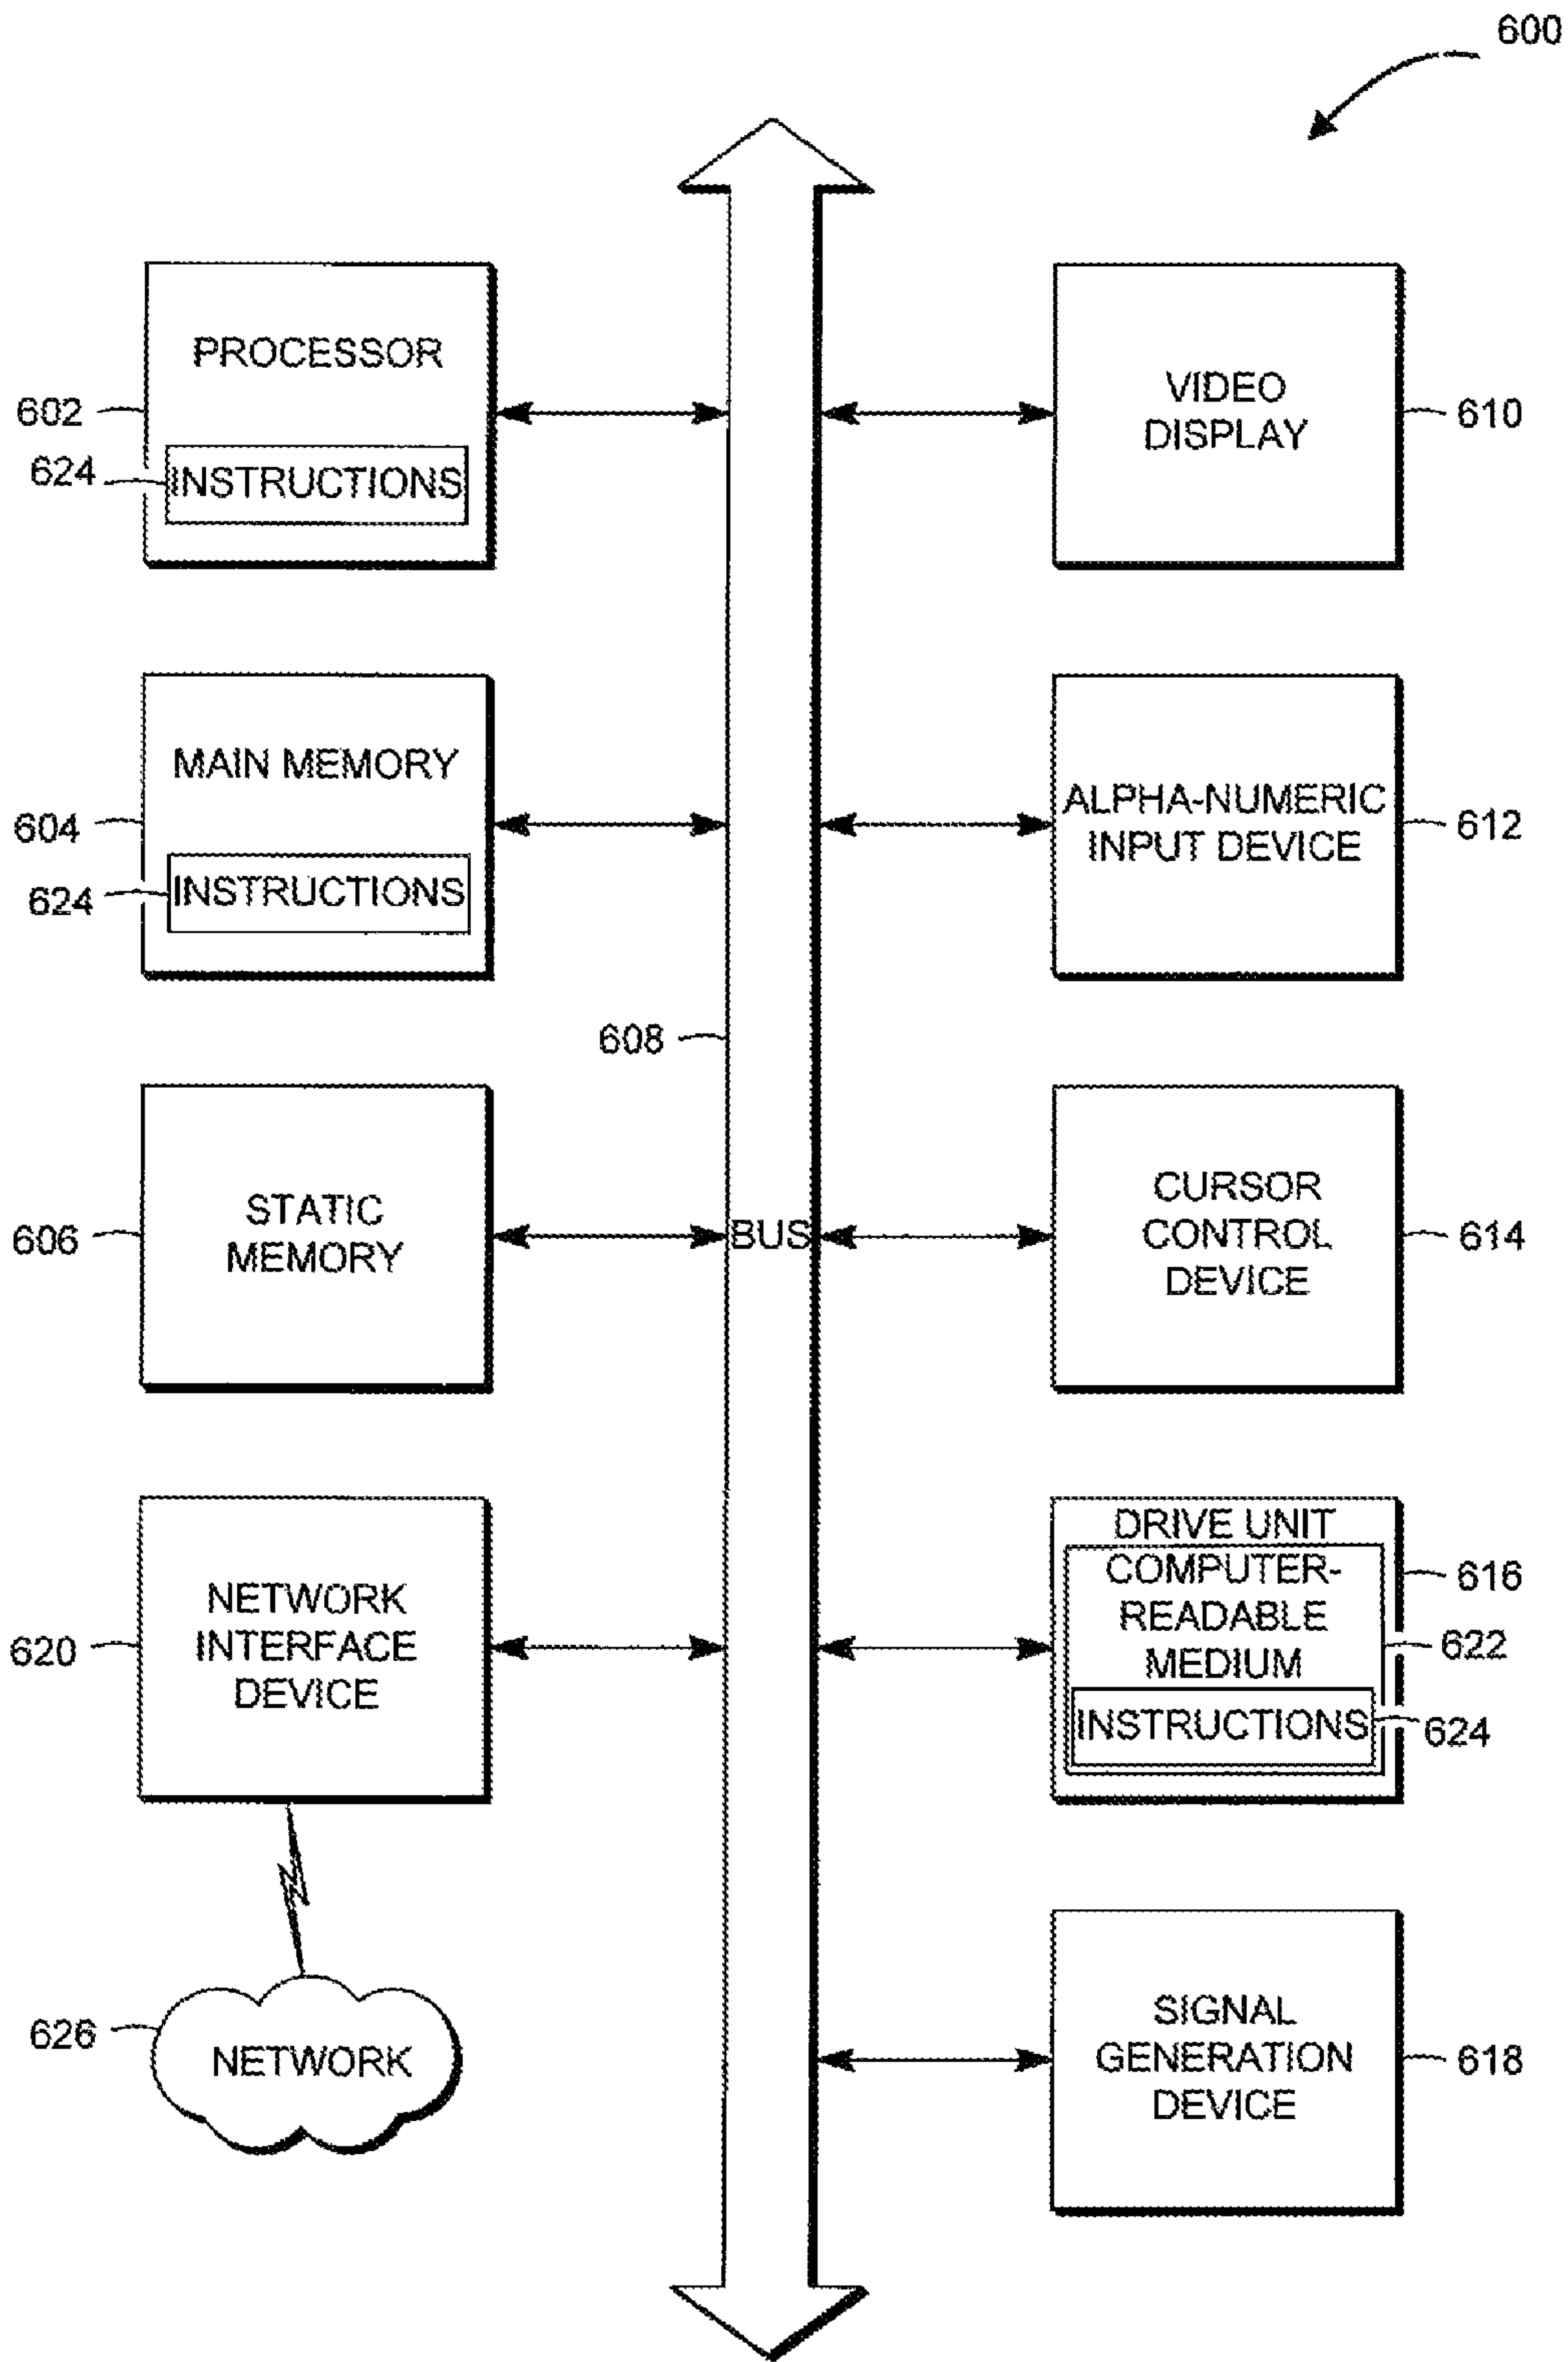 600
PROCESSOR
602
624
INSTRUCTIONS
VIDEO
DISPLAY
610
MAIN MEMORY
604
624
INSTRUCTIONS
ALPHA-NUMERIC
INPUT DEVICE
612
608
STATIC
MEMORY
606
BUS
CURSOR
CONTROL
DEVICE
614
NETWORK
INTERFACE
DEVICE
620
DRIVE UNIT
COMPUTER-
READABLE
MEDIUM
616
622
INSTRUCTIONS
624
626
NETWORK
SIGNAL
GENERATION
DEVICE
618